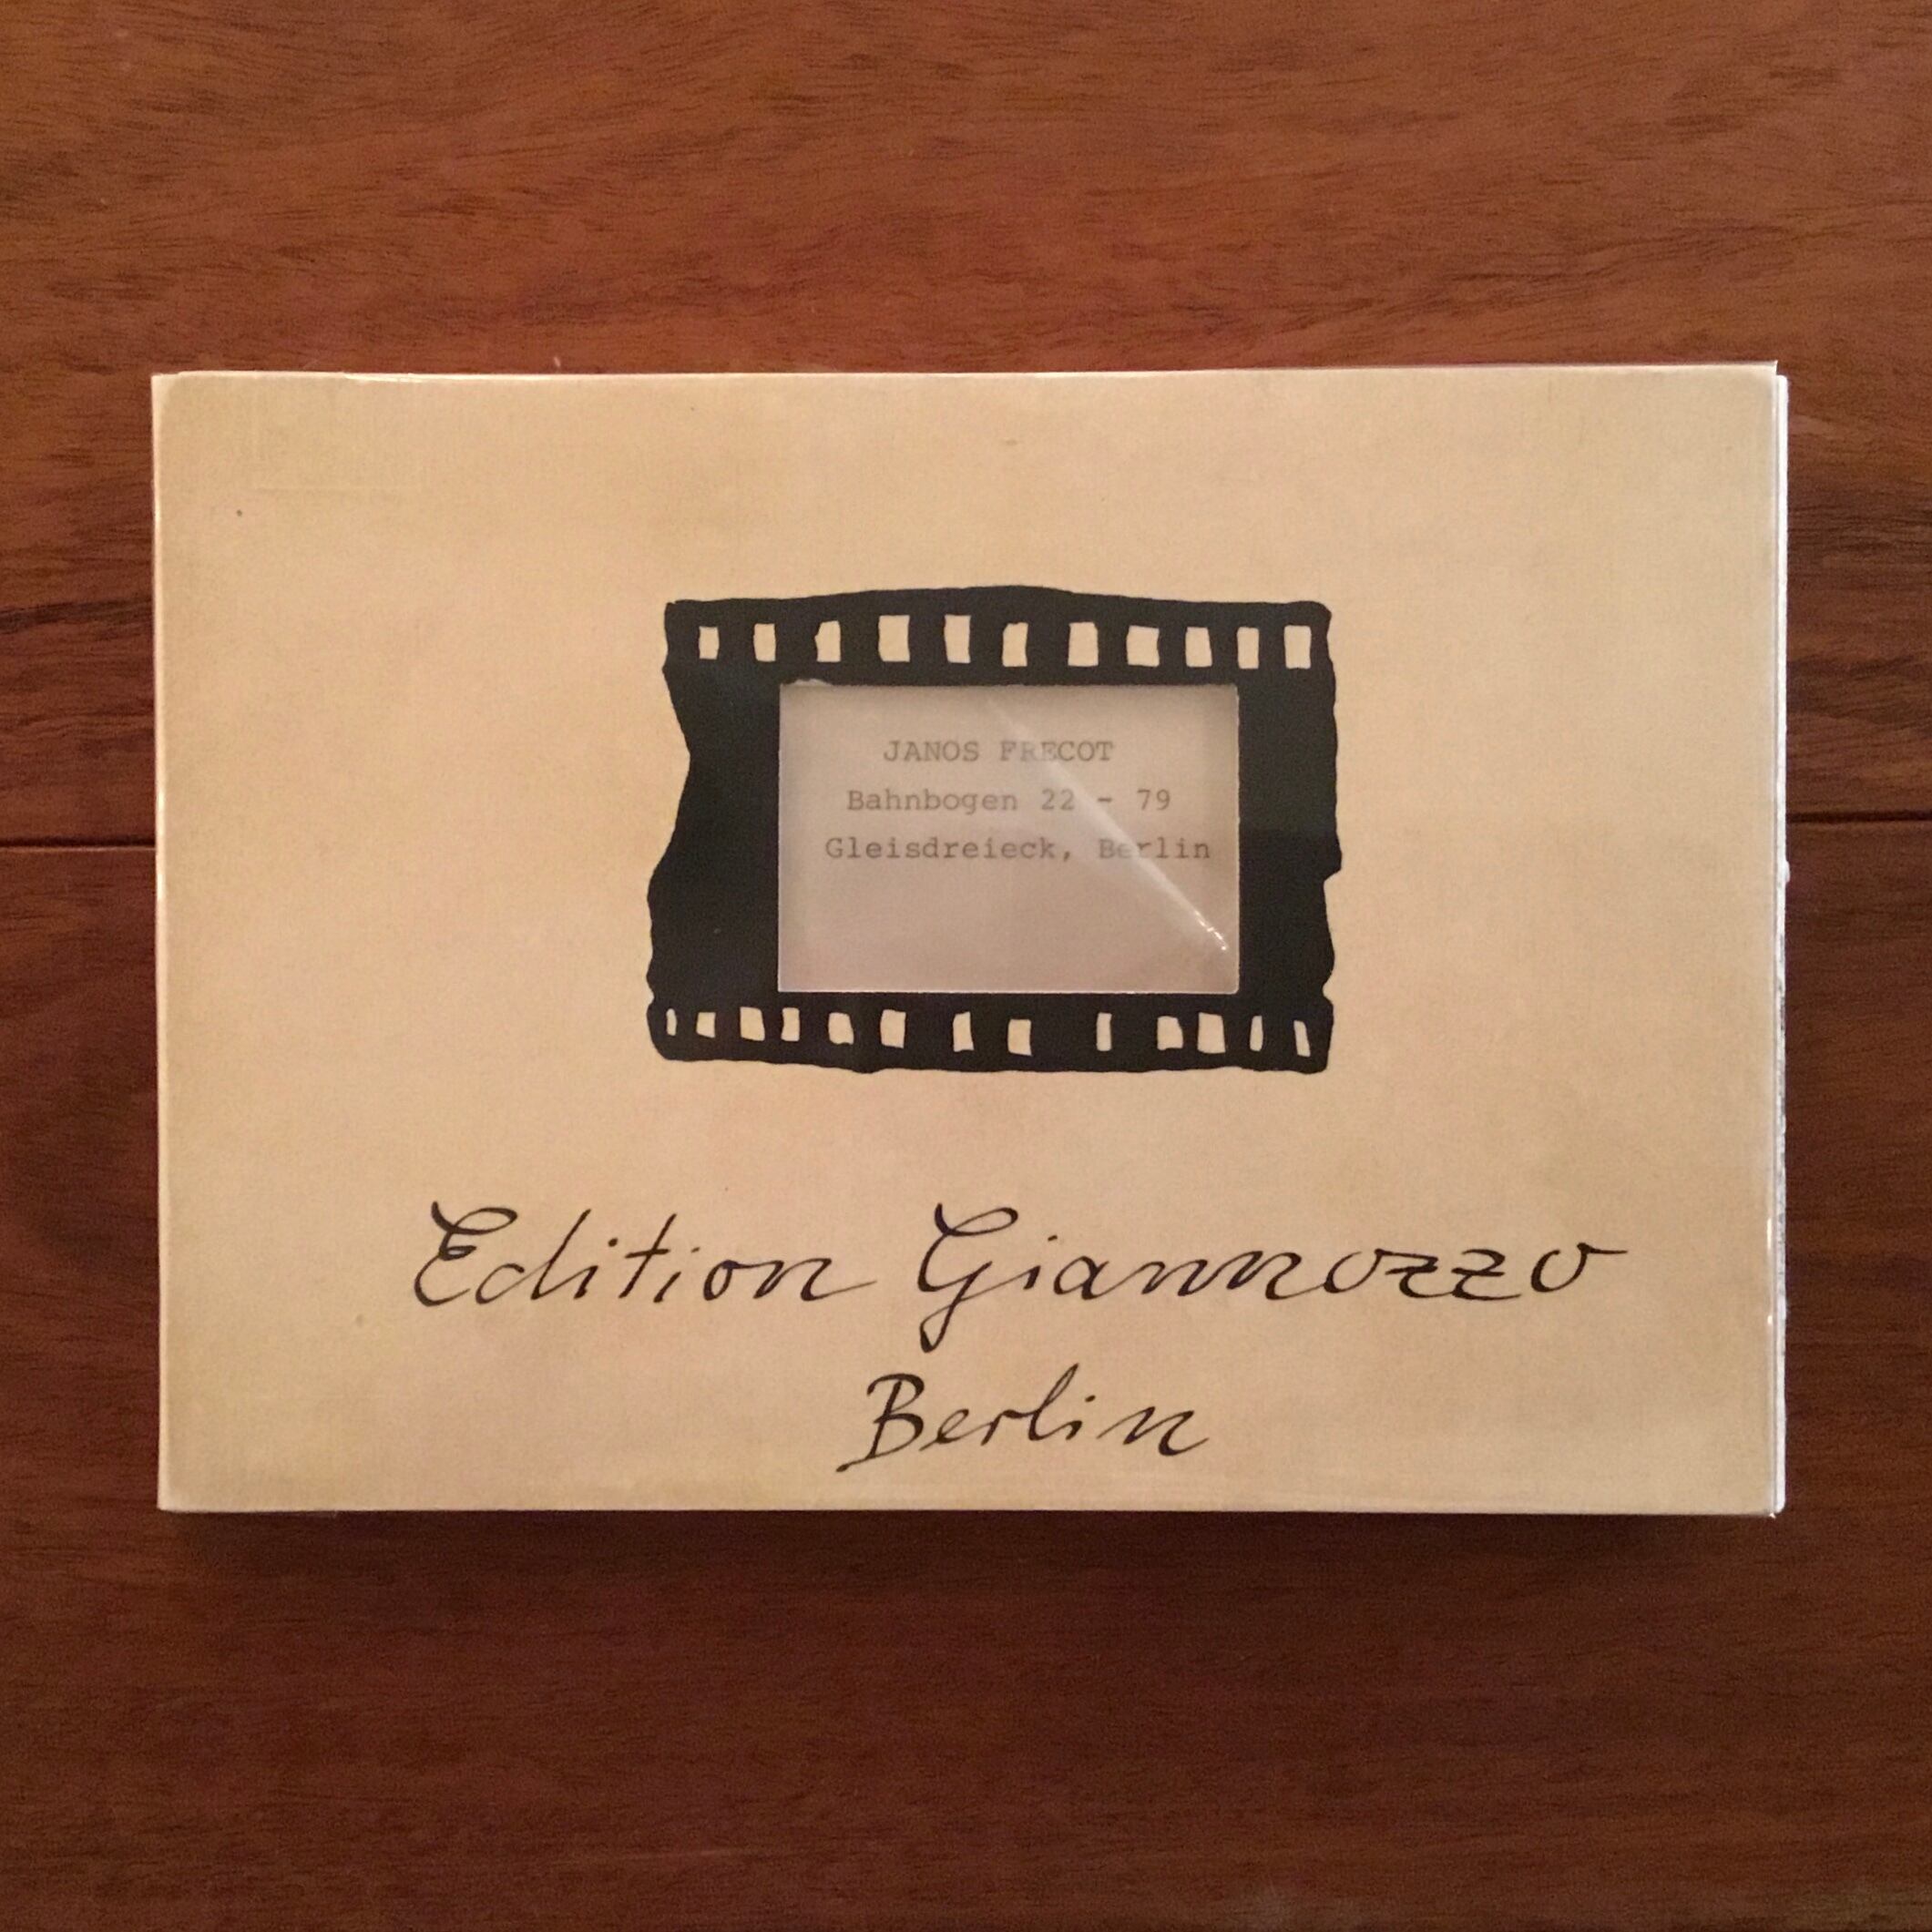 JANOS FRECOT
Bahnbogen 22 - 79
Gleisdreieck, Berlin
Edition Giannozzo
Berlin